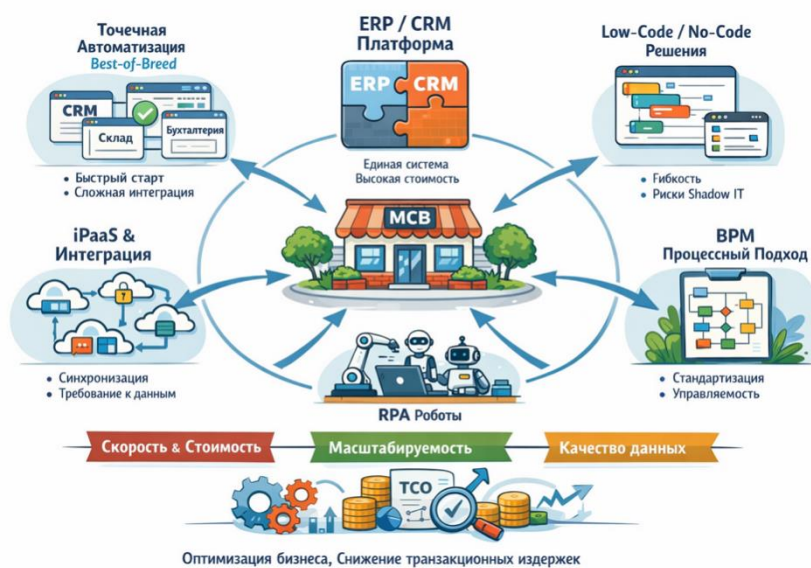 Точечная
Автоматизация
Best-of-Breed
CRM
Склад
Бухгалтерия
• Быстрый старт
• Сложная интеграция
ERP / CRM
Платформа
ERP
CRM
Единая система
Высокая стоимость
Low-Code / No-Code
Решения
• Гибкость
• Риски Shadow IT
МСВ
iPaaS &
Интеграция
?
• Синхронизация
• Требование к данным
BPM
Процессный Подход
• Стандартизация
• Управляемость
RPA Роботы
Скорость & Стоимость
Масштабируемость
Качество данных
TCO
Оптимизация бизнеса, Снижение транзакционных издержек